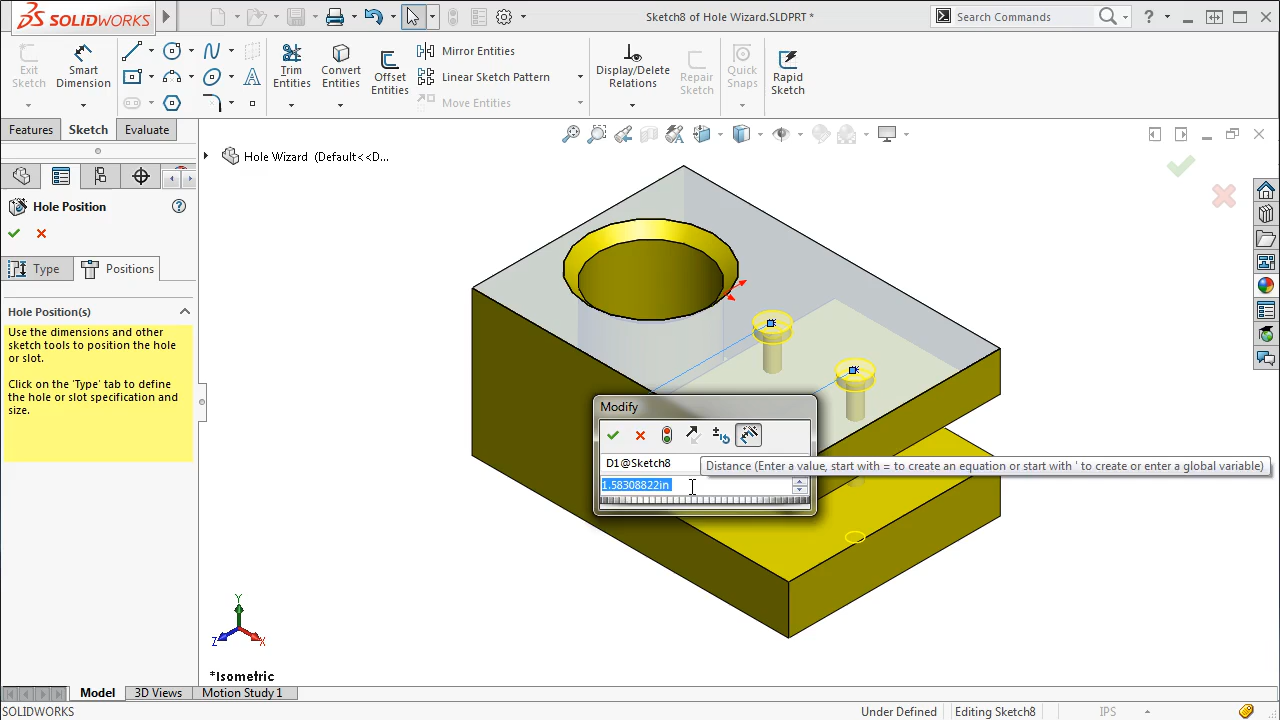 SOLIDWORKS
Sketch8 of Hole Wizard.SLDPRT *
Search Commands
?
Exit Sketch
Smart Dimension
Trim Entities
Convert Entities
Offset Entities
Mirror Entities
Linear Sketch Pattern
Move Entities
Display/Delete Relations
Repair Sketch
Quick Snaps
Rapid Sketch
Features
Sketch
Evaluate
Hole Wizard (Default<<D...
Hole Position
?
Type
Positions
Hole Position(s)
Use the dimensions and other
sketch tools to position the hole
or slot.
Click on the 'Type' tab to define
the hole or slot specification and
size.
Modify
D1@Sketch8
Distance (Enter a value, start with = to create an equation or start with ' to create or enter a global variable)
1.58308822in
Y
Z
X
*Isometric
Model
3D Views
Motion Study 1
SOLIDWORKS
Under Defined
Editing Sketch8
IPS